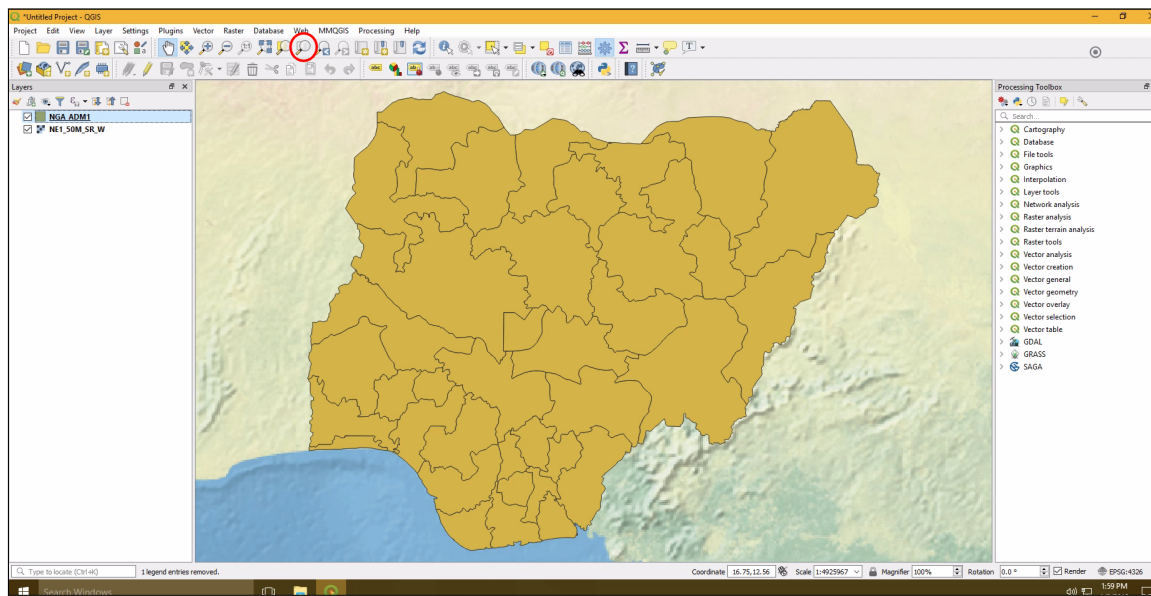 *Untitled Project - QGIS
Project Edit View Layer Settings Plugins Vector Raster Database Web MMQGIS Processing Help
Layers
NGA_ADM1
NE1_50M_SR_W
Processing Toolbox
Search...
Cartography
Database
File tools
Graphics
Interpolation
Layer tools
Network analysis
Raster analysis
Raster terrain analysis
Raster tools
Vector analysis
Vector creation
Vector general
Vector geometry
Vector overlay
Vector selection
Vector table
GDAL
GRASS
SAGA
Type to locate (Ctrl+K) 1 legend entries removed. Coordinate 16.75,12.56 Scale 1:4925967 Magnifier 100% Rotation 0.0 ° Render EPSG:4326
Search Windows 1:59 PM